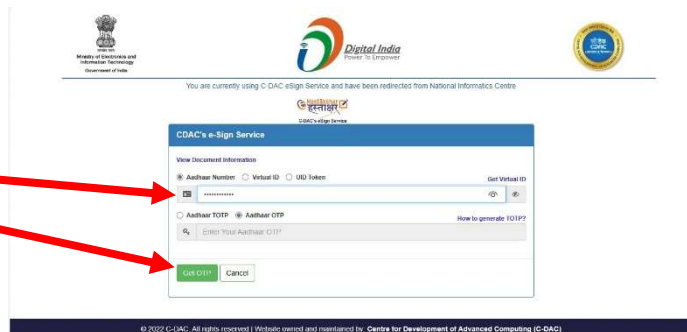 Ministry of Electronics and
Information Technology
Government of India
Digital India
Power To Empower
सी डैक
CDAC
You are currently using C-DAC eSign Service and have been redirected from National Informatics Centre
हस्ताक्षर
C-DAC's eSign Service
CDAC's e-Sign Service
View Document Information
Aadhaar Number Virtual ID UID Token
Get Virtual ID
Aadhaar TOTP Aadhaar OTP
How to generate TOTP?
Enter Your Aadhaar OTP
Get OTP Cancel
© 2022 C-DAC. All rights reserved | Website owned and maintained by: Centre for Development of Advanced Computing (C-DAC)